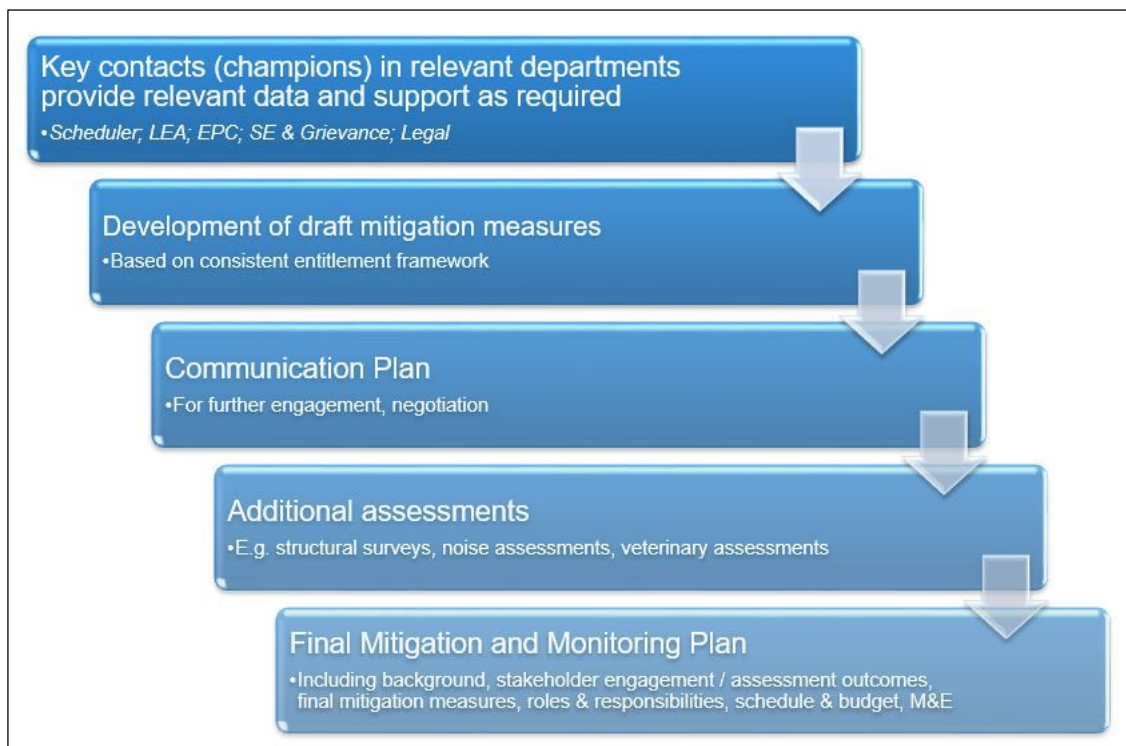 Key contacts (champions) in relevant departments
provide relevant data and support as required
•Scheduler; LEA; EPC; SE & Grievance; Legal
Development of draft mitigation measures
•Based on consistent entitlement framework
Communication Plan
•For further engagement, negotiation
Additional assessments
•E.g. structural surveys, noise assessments, veterinary assessments
Final Mitigation and Monitoring Plan
•Including background, stakeholder engagement / assessment outcomes,
final mitigation measures, roles & responsibilities, schedule & budget, M&E